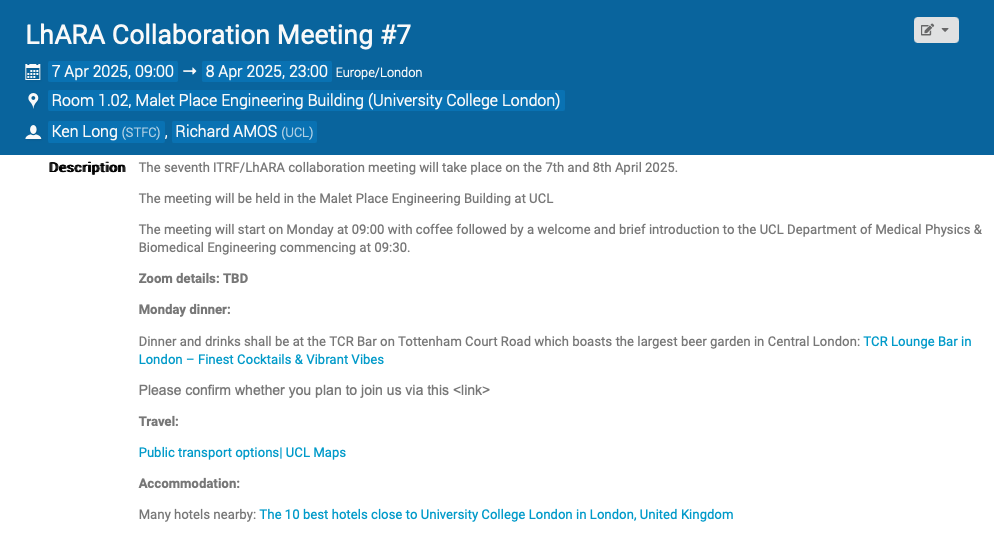 LhARA Collaboration Meeting #7
7 Apr 2025, 09:00 → 8 Apr 2025, 23:00 Europe/London
Room 1.02, Malet Place Engineering Building (University College London)
Ken Long (STFC) , Richard AMOS (UCL)
Description The seventh ITRF/LhARA collaboration meeting will take place on the 7th and 8th April 2025.
The meeting will be held in the Malet Place Engineering Building at UCL
The meeting will start on Monday at 09:00 with coffee followed by a welcome and brief introduction to the UCL Department of Medical Physics &
Biomedical Engineering commencing at 09:30.
Zoom details: TBD
Monday dinner:
Dinner and drinks shall be at the TCR Bar on Tottenham Court Road which boasts the largest beer garden in Central London: TCR Lounge Bar in
London – Finest Cocktails & Vibrant Vibes
Please confirm whether you plan to join us via this <link>
Travel:
Public transport options| UCL Maps
Accommodation:
Many hotels nearby: The 10 best hotels close to University College London in London, United Kingdom